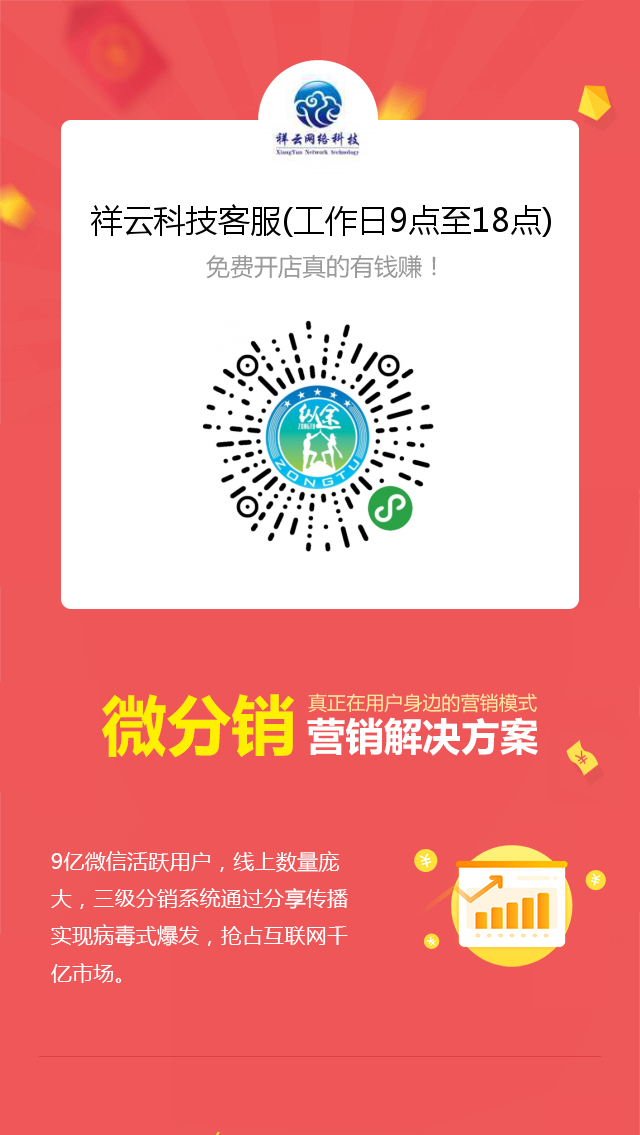 祥云网络科技
XiangYun Network technology
祥云科技客服(工作日9点至18点)
免费开店真的有钱赚！
纵途
ZONGTU
ZONGTU
微分销
真正在用户身边的营销模式
营销解决方案
9亿微信活跃用户，线上数量庞
大，三级分销系统通过分享传播
实现病毒式爆发，抢占互联网千
亿市场。